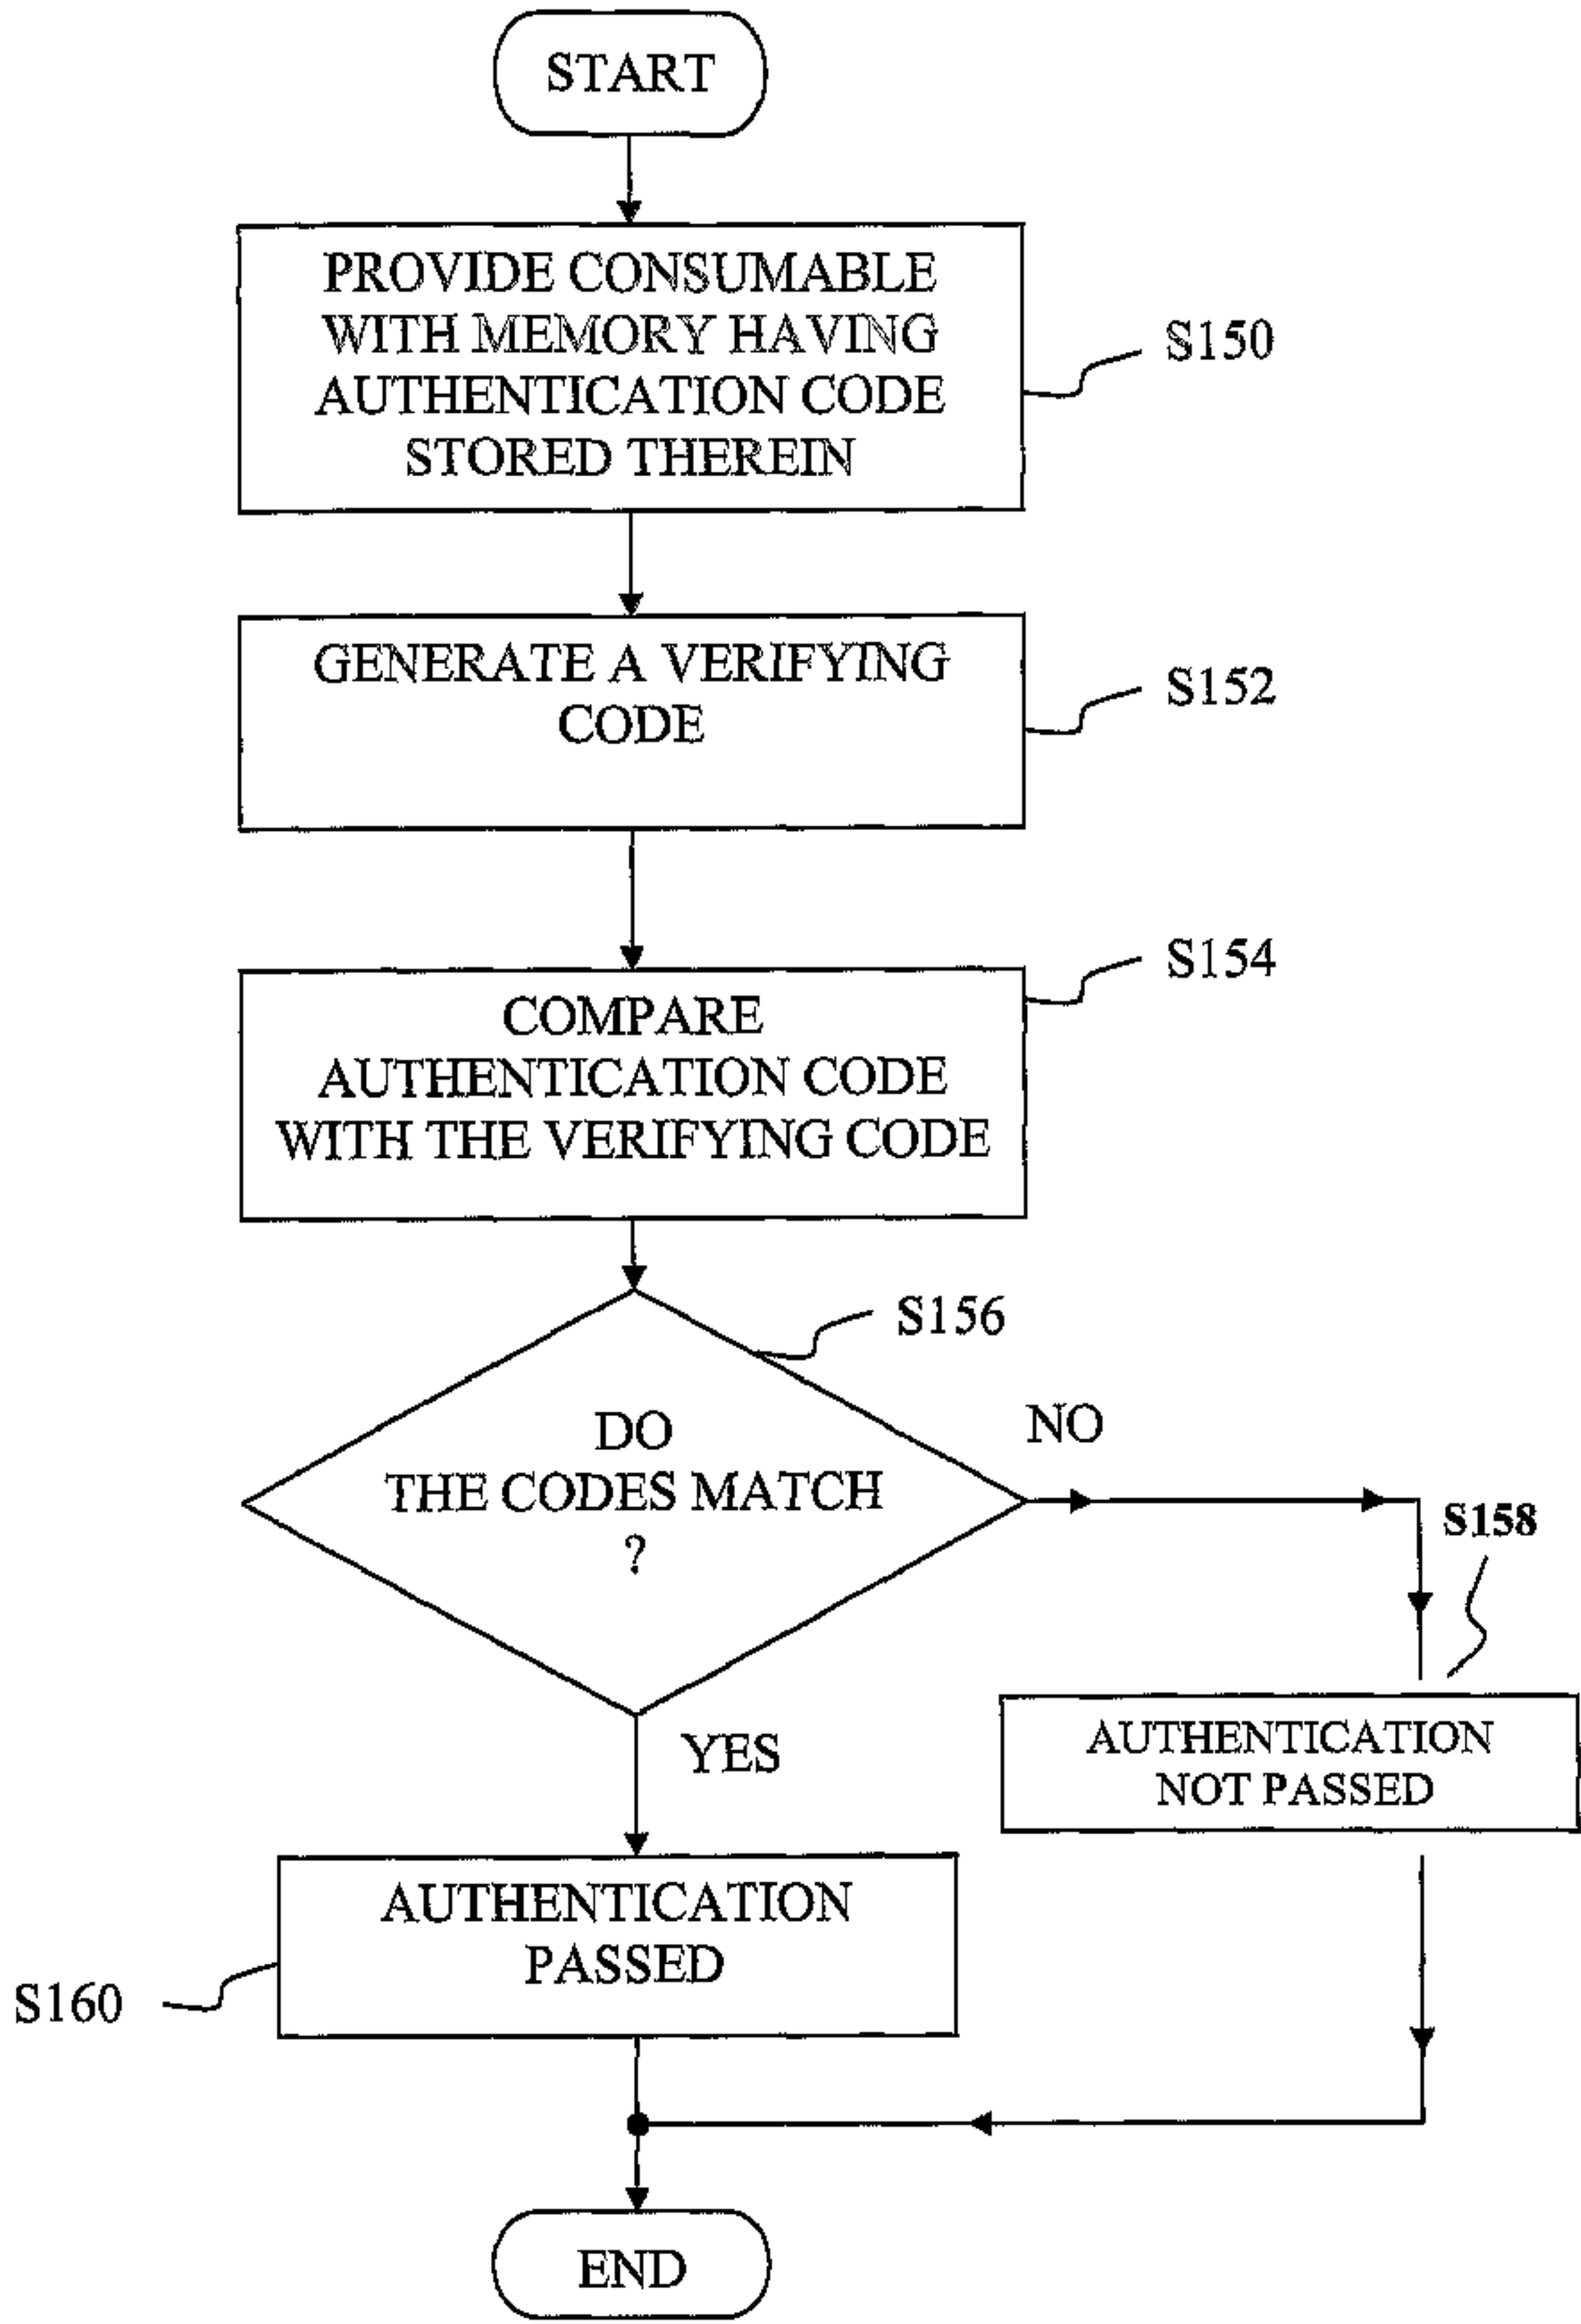 START
PROVIDE CONSUMABLE
WITH MEMORY HAVING
AUTHENTICATION CODE
STORED THEREIN
S150
GENERATE A VERIFYING
CODE
S152
S154
COMPARE
AUTHENTICATION CODE
WITH THE VERIFYING CODE
S156
DO
THE CODES MATCH
?
NO
S158
YES
AUTHENTICATION
NOT PASSED
AUTHENTICATION
PASSED
S160
END